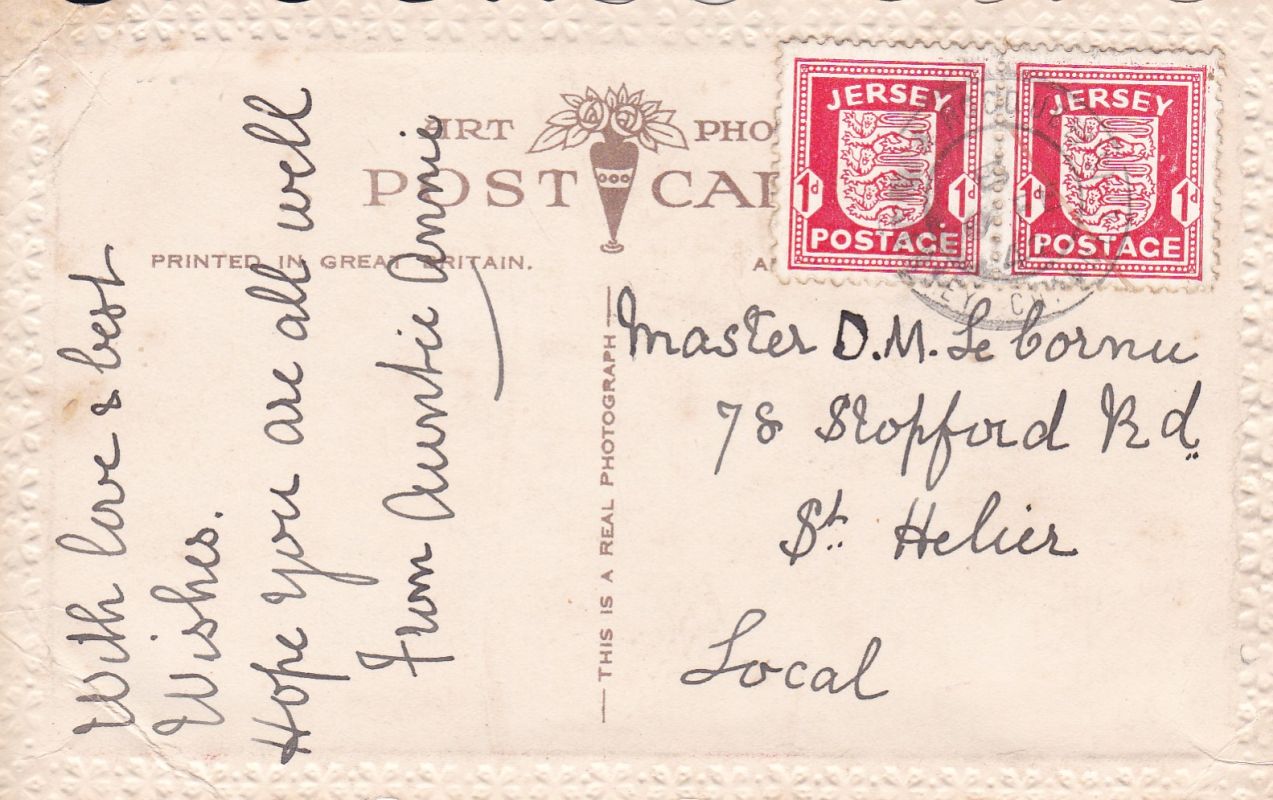 PHO
POST CA
PRINTED IN GREAT BRITAIN.
JERSEY
1d 1d
POSTAGE
JERSEY
1d 1d
POSTAGE
With love & best
Wishes.
Hope you are all well
From Auntie Annie
THIS IS A REAL PHOTOGRAPH
Master D.M. Le Cornu
78 Stopford Rd.
St. Helier
Local